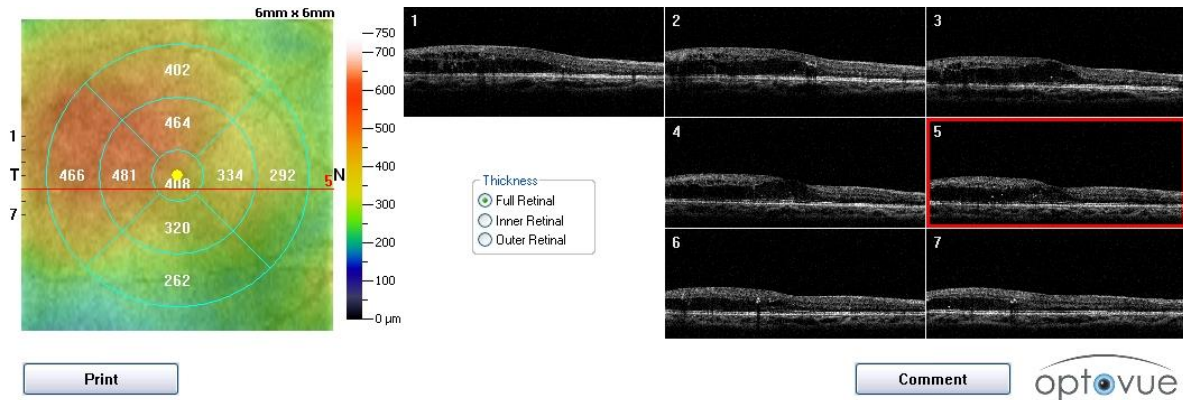 6mm x 6mm
402
464
466 481 408 334 292
320
262
1
T
7
5 N
750
700
600
500
400
300
200
100
0 µm
1
2
3
4
5
6
7
Thickness
Full Retinal
Inner Retinal
Outer Retinal
Print
Comment
optovue